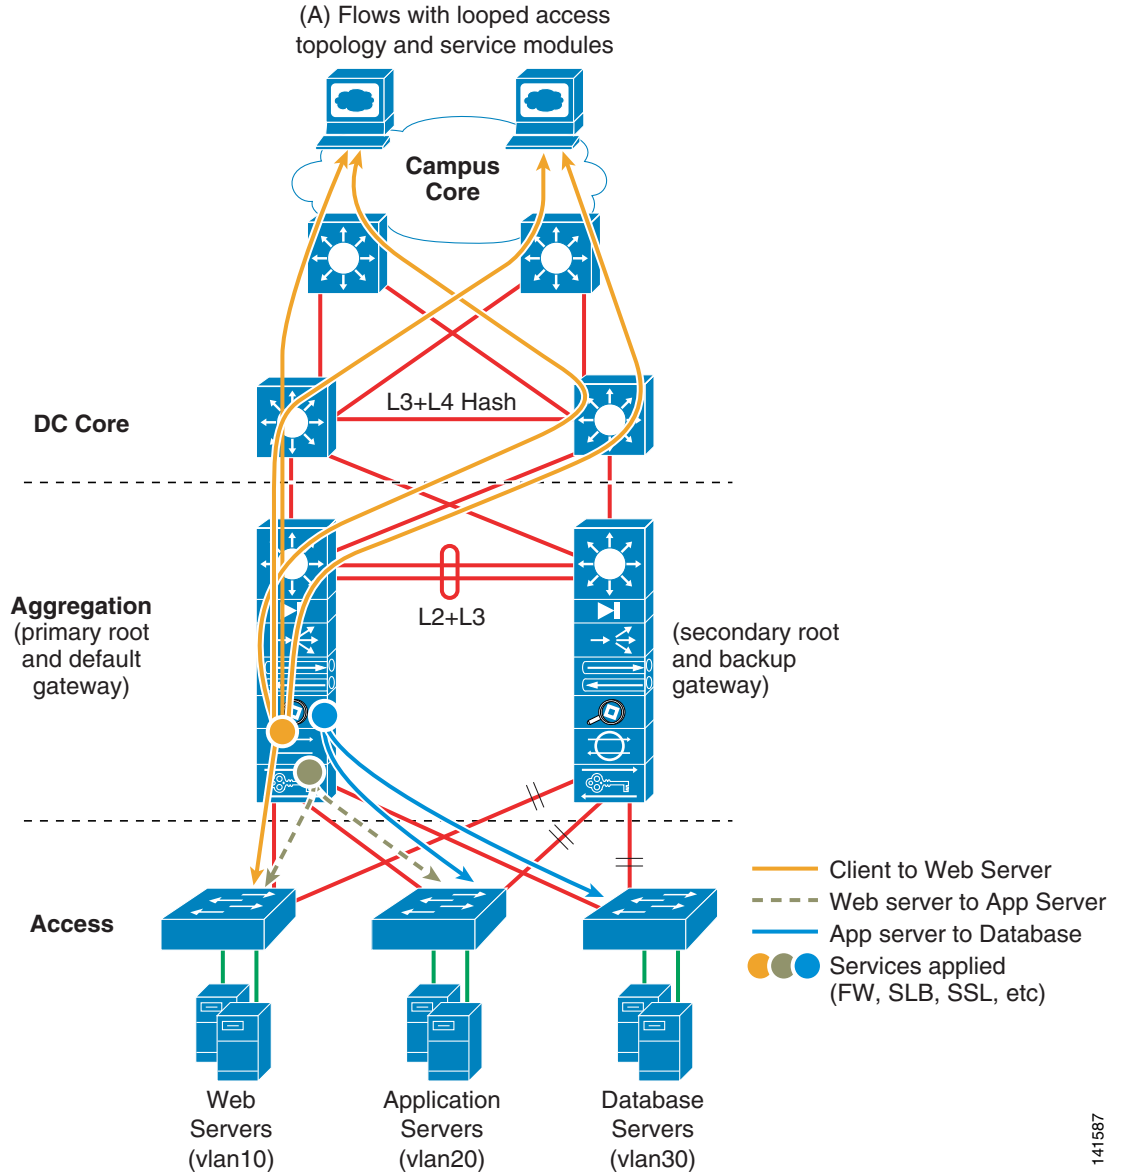 (A) Flows with looped access
topology and service modules
Campus
Core
DC Core
L3+L4 Hash
Aggregation
(primary root
and default
gateway)
L2+L3
(secondary root
and backup
gateway)
Access
Client to Web Server
Web server to App Server
App server to Database
Services applied
(FW, SLB, SSL, etc)
Web
Servers
(vlan10)
Application
Servers
(vlan20)
Database
Servers
(vlan30)
141587